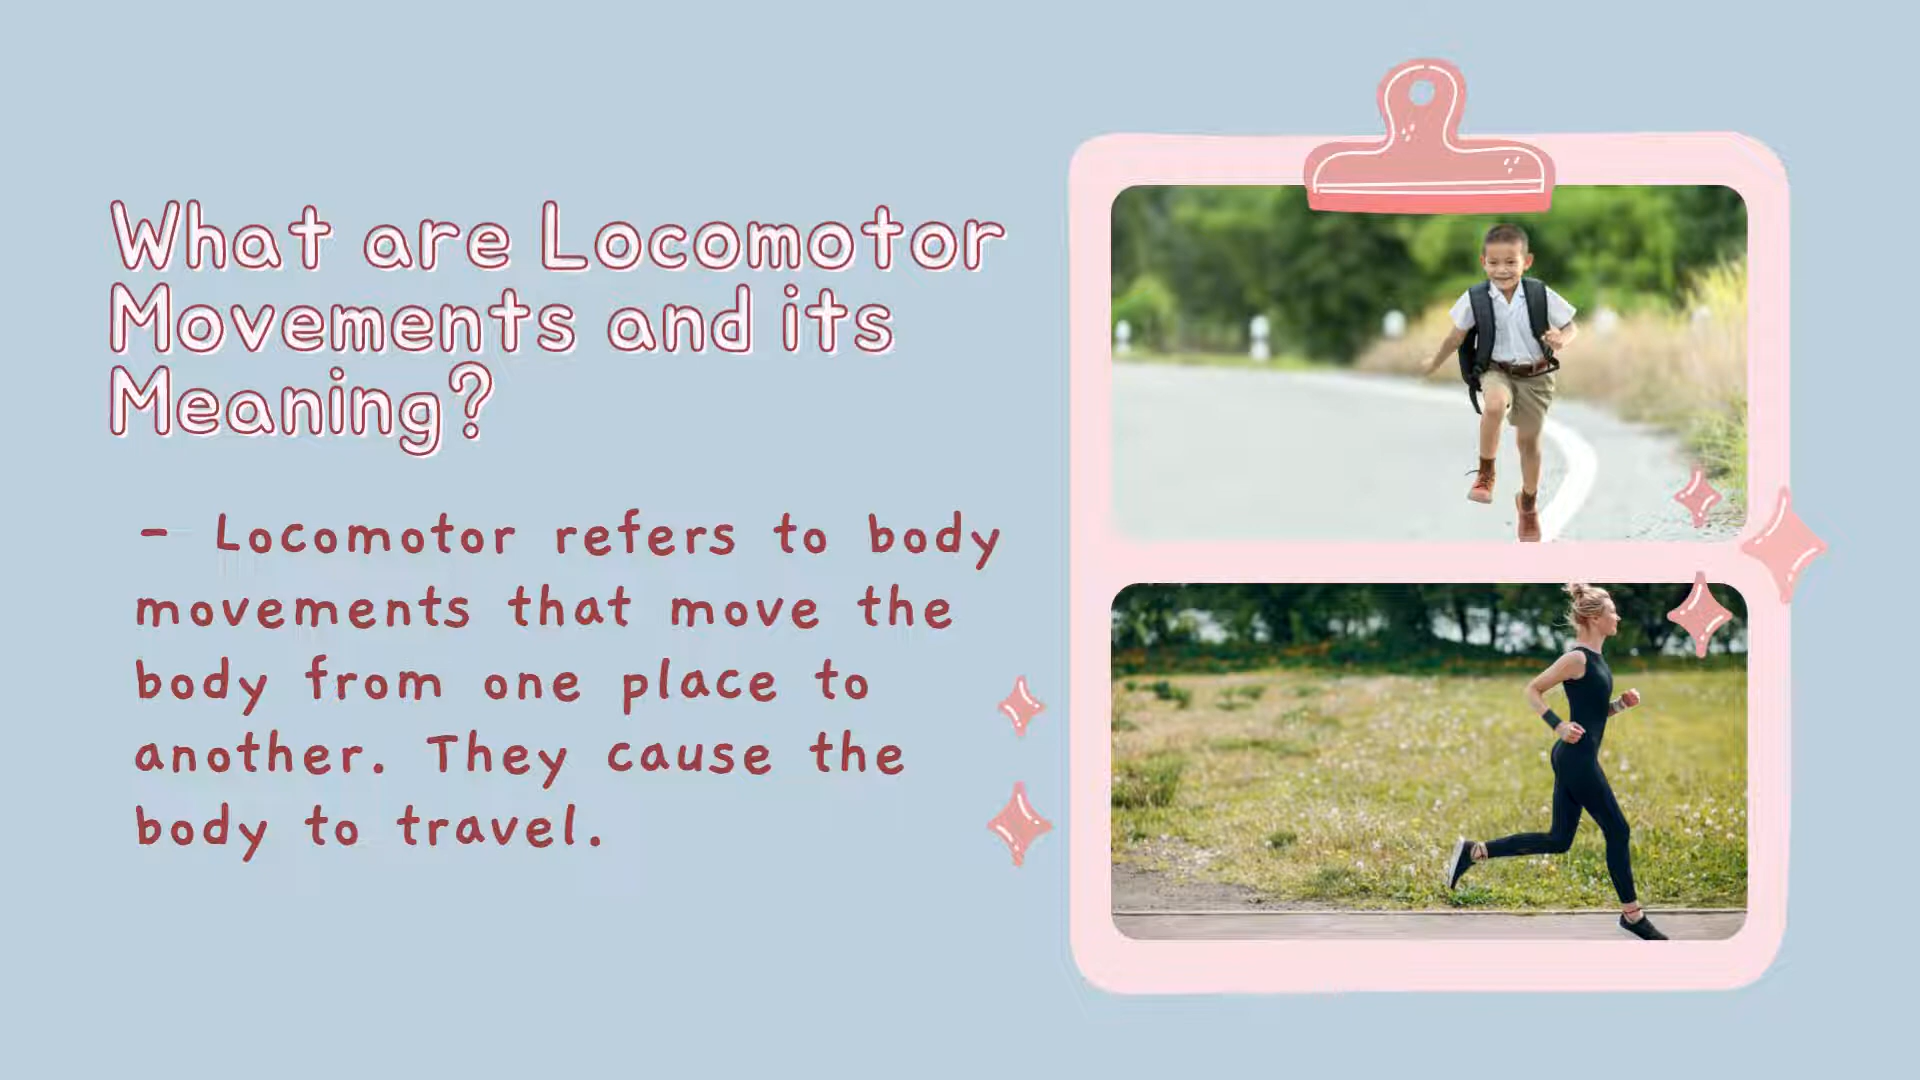 What are Locomotor
Movements and its
Meaning?
- Locomotor refers to body
movements that move the
body from one place to
another. They cause the
body to travel.